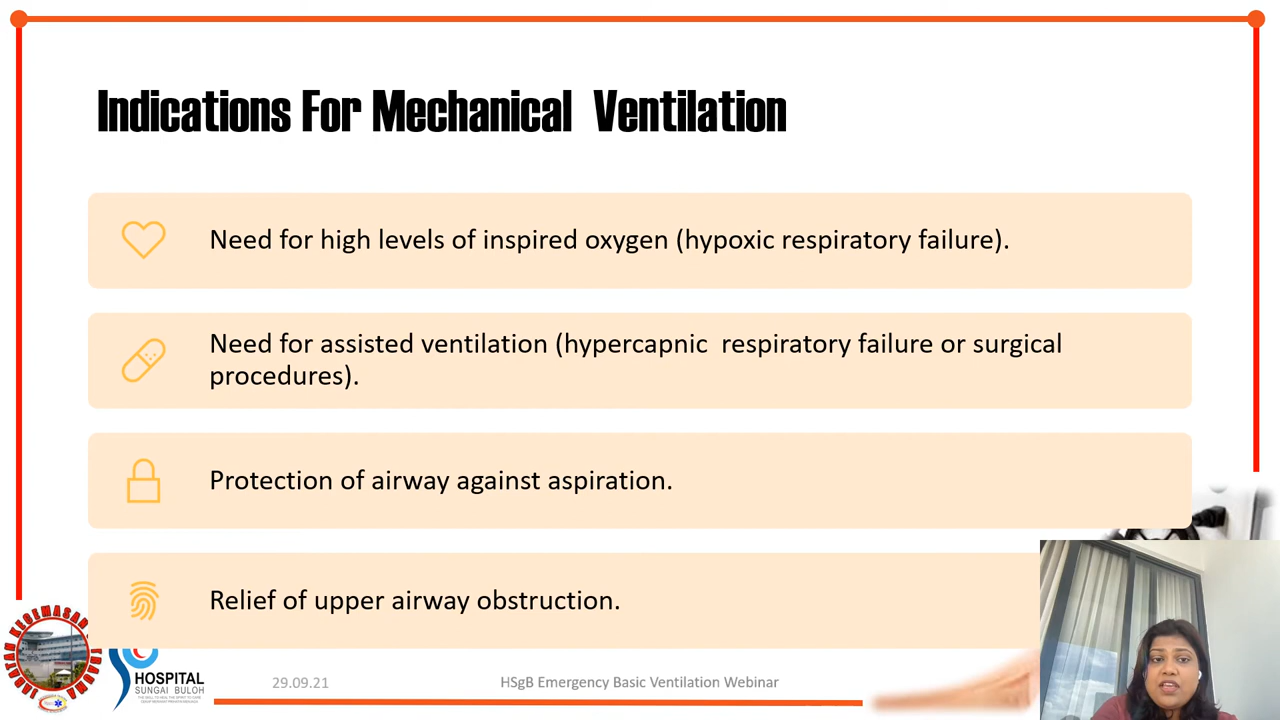 Indications For Mechanical Ventilation
Need for high levels of inspired oxygen (hypoxic respiratory failure).
Need for assisted ventilation (hypercapnic respiratory failure or surgical
procedures).
Protection of airway against aspiration.
Relief of upper airway obstruction.
HOSPITAL
SUNGAI BULOH
29.09.21
HSgB Emergency Basic Ventilation Webinar